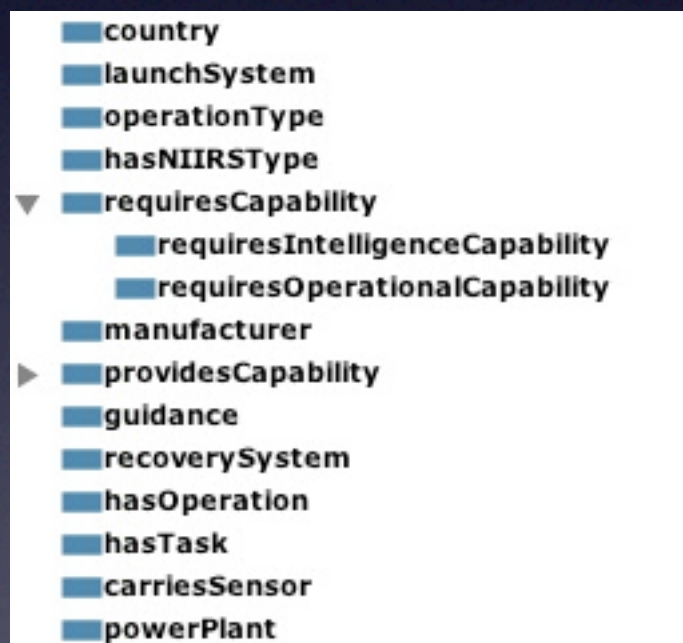 country
launchSystem
operationType
hasNIIRSType
requiresCapability
requiresIntelligenceCapability
requiresOperationalCapability
manufacturer
providesCapability
guidance
recoverySystem
hasOperation
hasTask
carriesSensor
powerPlant